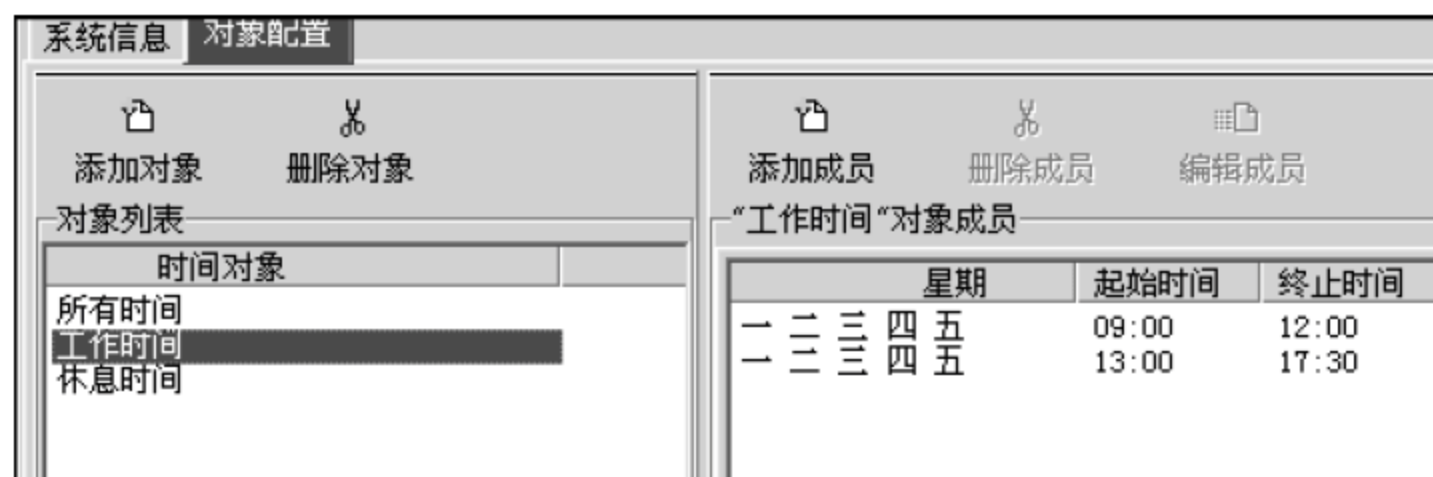 系统信息 对象配置
添加对象 删除对象
对象列表
时间对象
所有时间
工作时间
休息时间
添加成员 删除成员 编辑成员
“工作时间“对象成员
星期 起始时间 终止时间
一 二 三 四 五 09:00 12:00
一 二 三 四 五 13:00 17:30